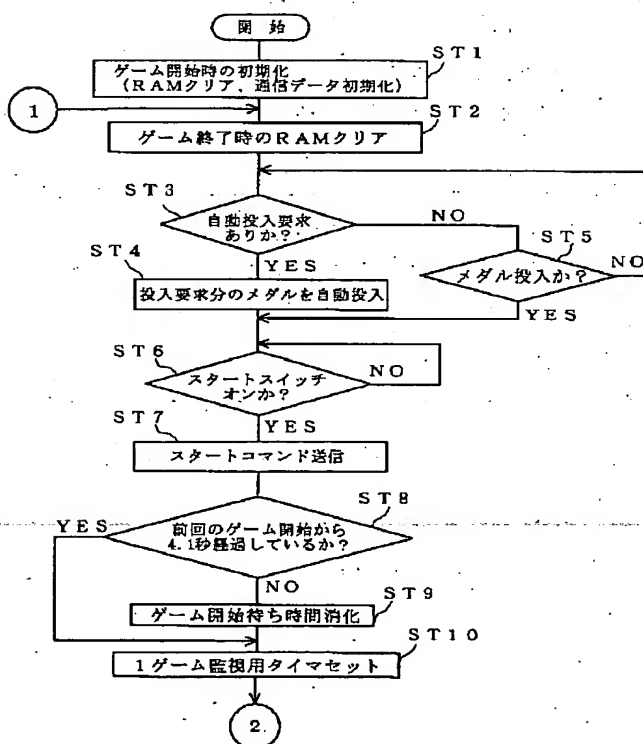 開始
ST1
ゲーム開始時の初期化
(RAMクリア、通信データ初期化)
1
ST2
ゲーム終了時のRAMクリア
ST3
自動投入要求
ありか?
NO
ST5
ST4
YES
メダル投入か?
NO
投入要求分のメダルを自動投入
YES
ST6
スタートスイッチ
オンか?
NO
ST7
YES
スタートコマンド送信
ST8
YES
前回のゲーム開始から
4.1秒経過しているか?
NO
ST9
ゲーム開始待ち時間消化
ST10
1ゲーム監視用タイマセット
2